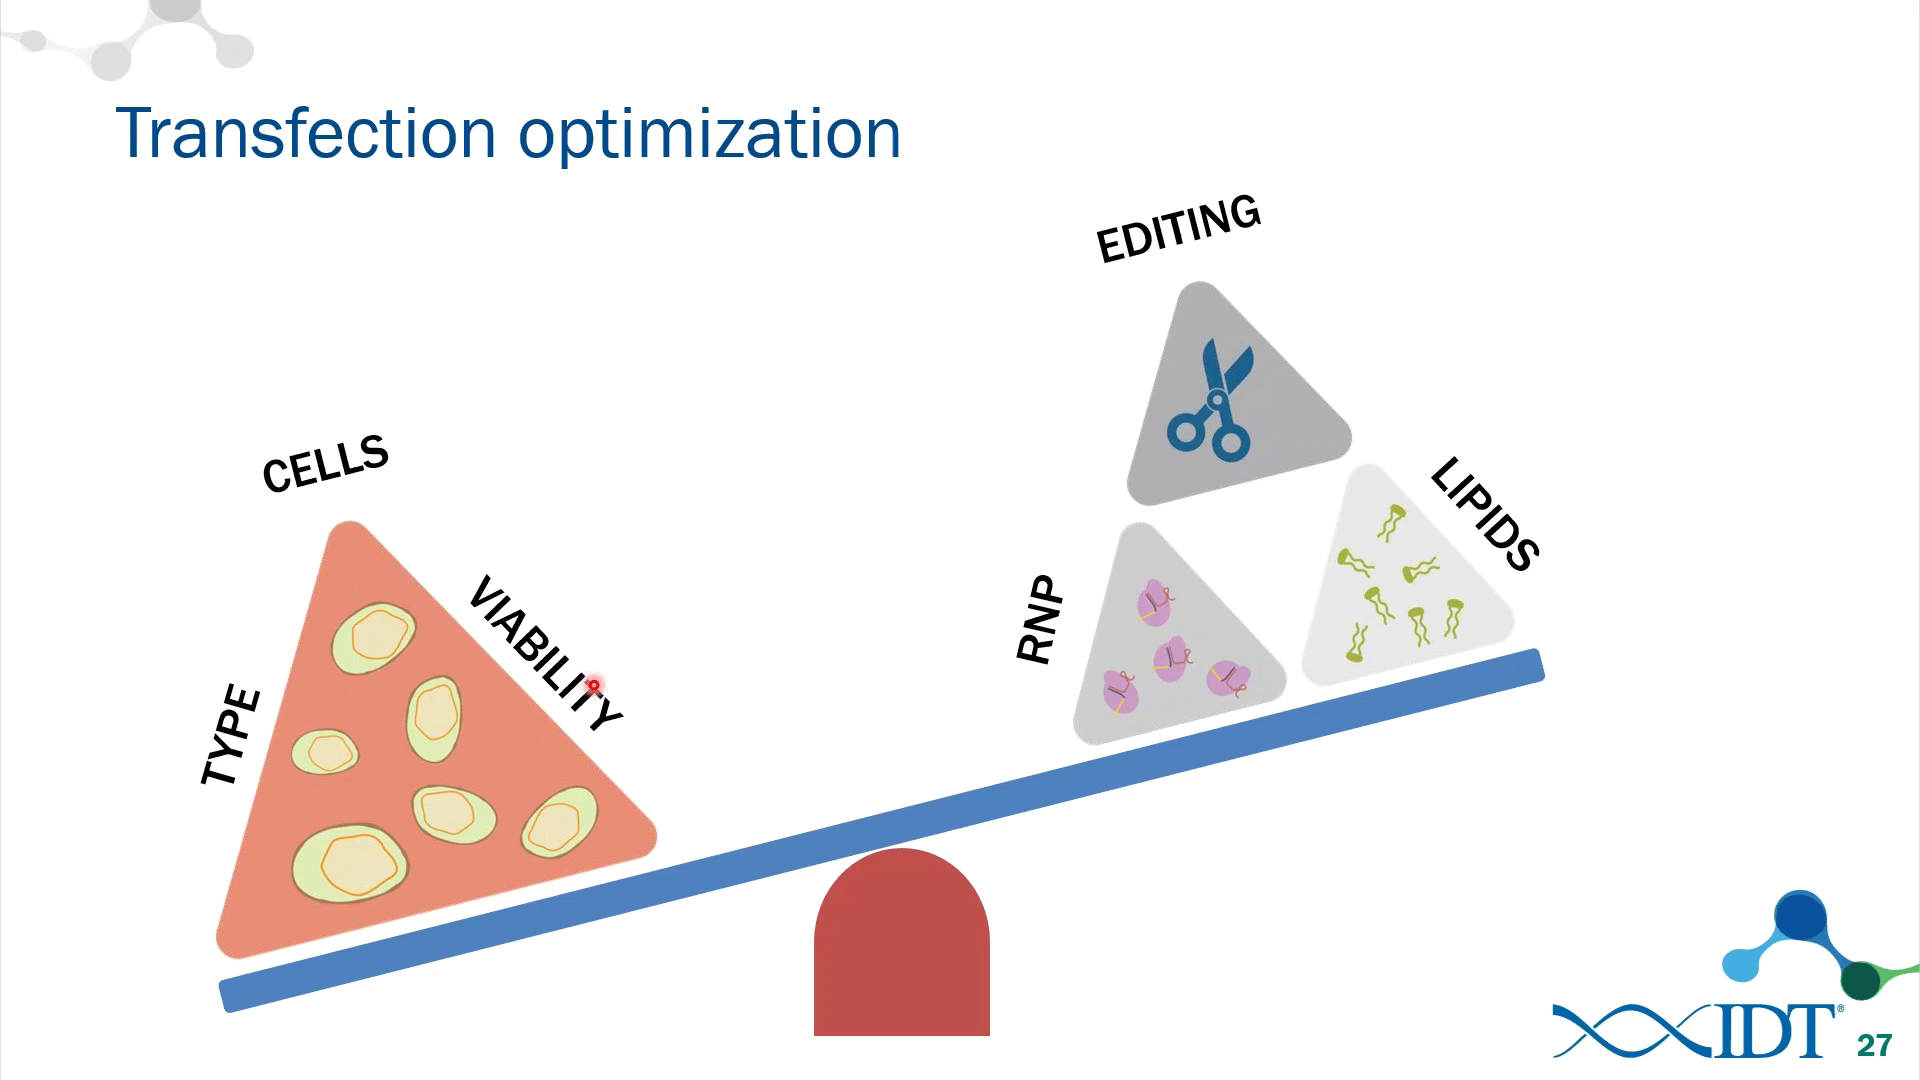 Transfection optimization
EDITING
CELLS
LIPIDS
VIABILITY
RNP
TYPE
IDT®
27